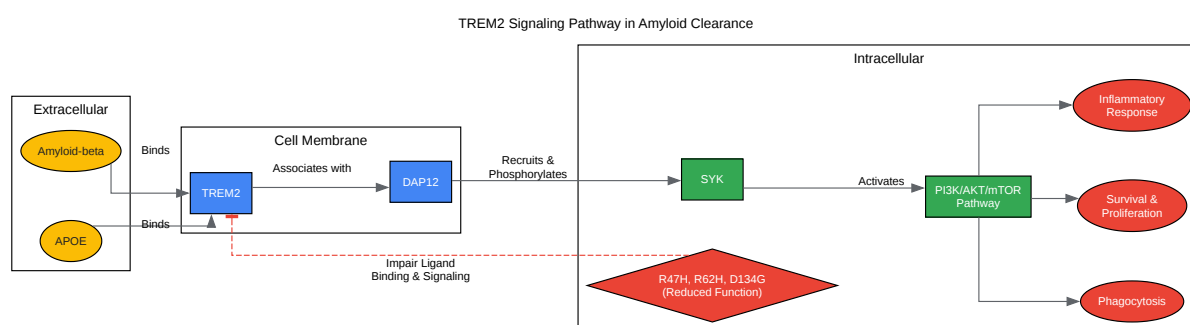 TREM2 Signaling Pathway in Amyloid Clearance
Extracellular
Amyloid-beta
APOE
Binds
Binds
Cell Membrane
TREM2
Associates with
DAP12
Recruits &
Phosphorylates
Intracellular
SYK
Activates
PI3K/AKT/mTOR
Pathway
Inflammatory
Response
Survival &
Proliferation
Phagocytosis
Impair Ligand
Binding & Signaling
R47H, R62H, D134G
(Reduced Function)